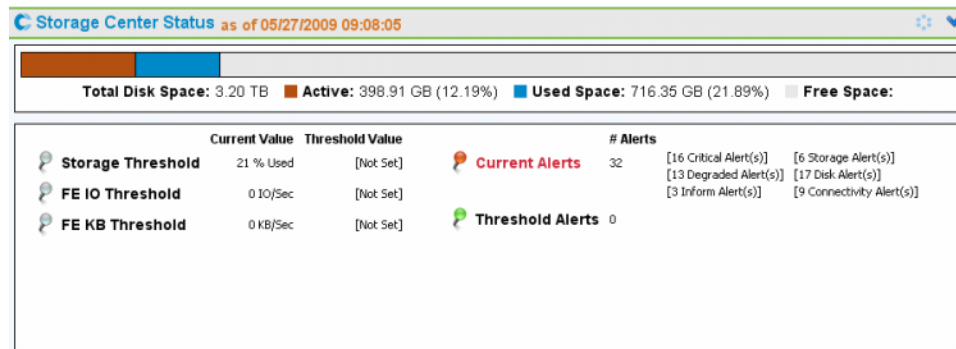 Storage Center Status as of 05/27/2009 09:08:05
Total Disk Space: 3.20 TB Active: 398.91 GB (12.19%) Used Space: 716.35 GB (21.89%) Free Space:
Current Value Threshold Value # Alerts
Storage Threshold 21 % Used [Not Set] Current Alerts 32 [16 Critical Alert(s)] [6 Storage Alert(s)]
[13 Degraded Alert(s)] [17 Disk Alert(s)]
[3 Inform Alert(s)] [9 Connectivity Alert(s)]
FE IO Threshold 0 IO/Sec [Not Set]
Threshold Alerts 0
FE KB Threshold 0 KB/Sec [Not Set]